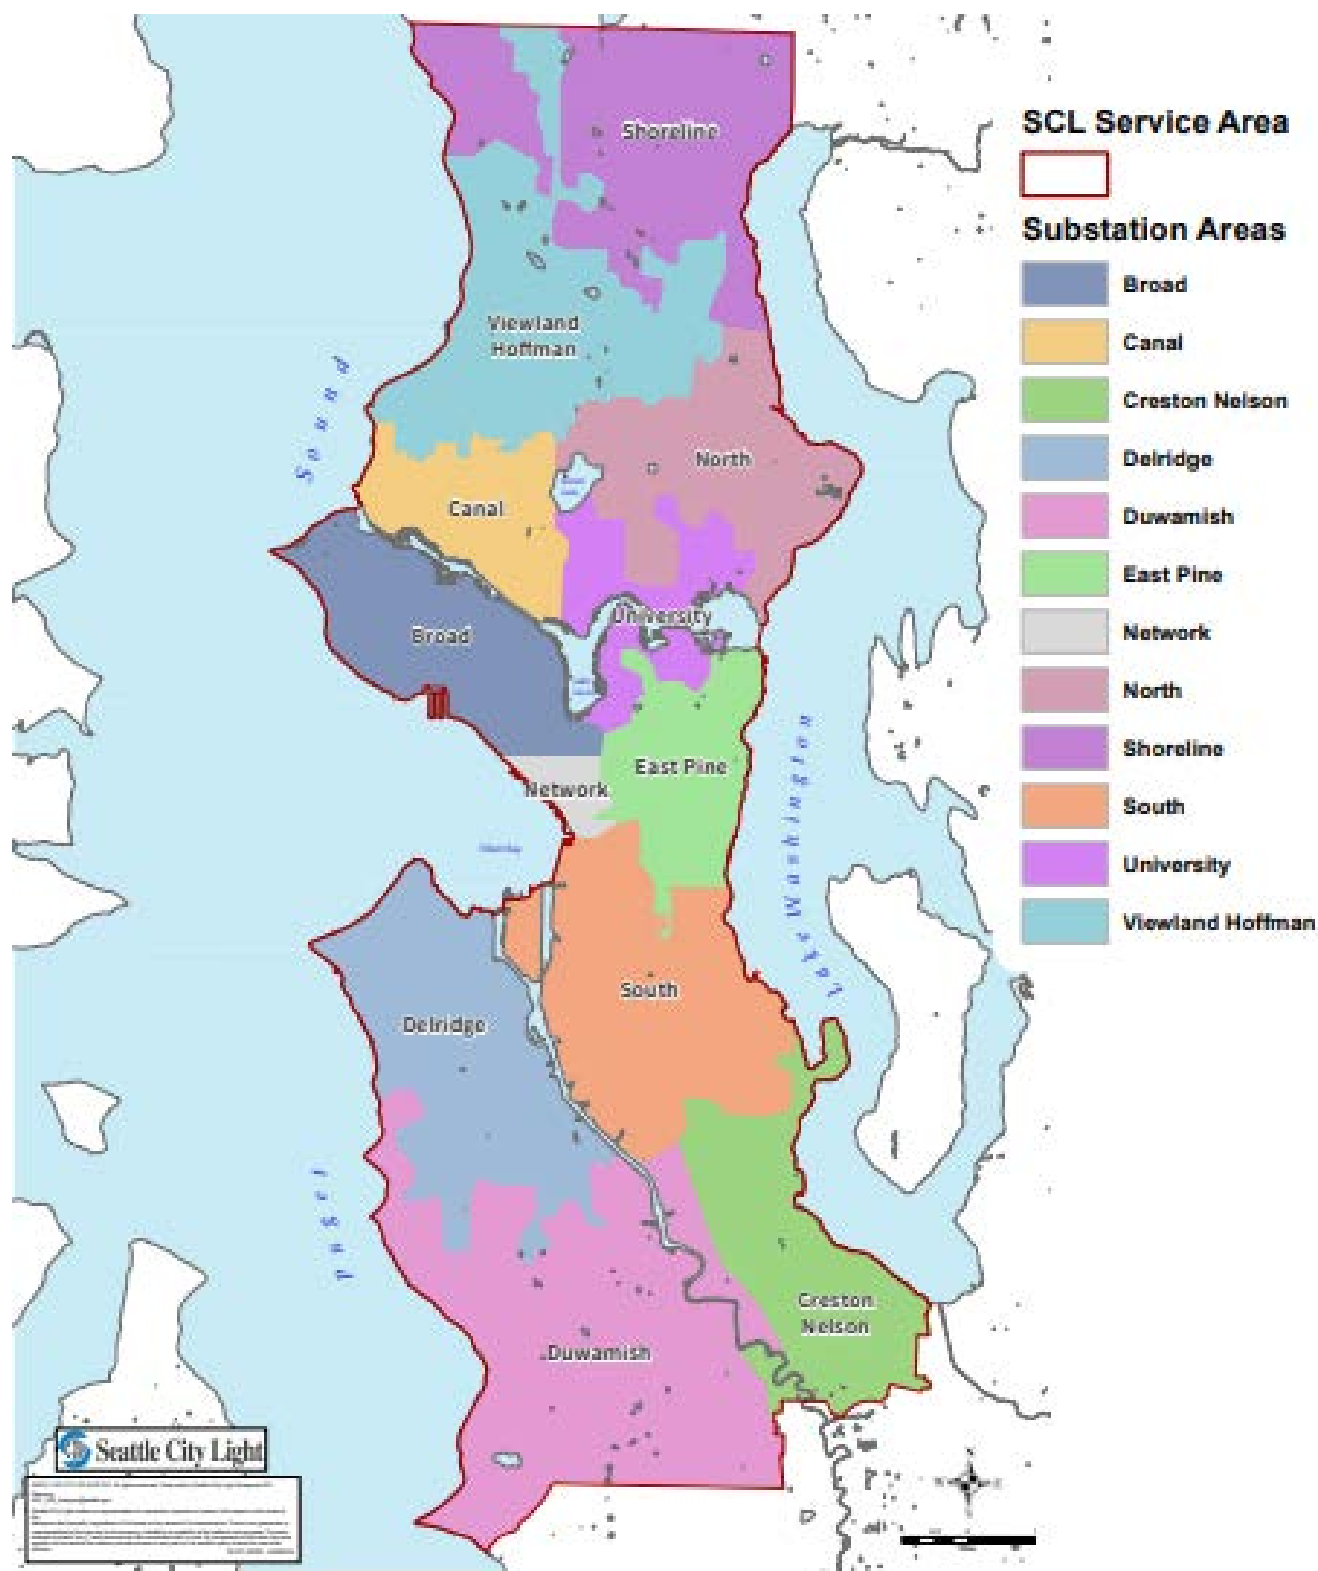 SCL Service Area
Substation Areas
Broad
Canal
Creston Nelson
Delridge
Duwamish
East Pine
Network
North
Shoreline
South
University
Viewland Hoffman
Shoreline
Viewland
Hoffman
Sound
North
Canal
University
Broad
East Pine
Network
Lake Washington
South
Delridge
Puget
Creston
Nelson
Duwamish
Seattle City Light